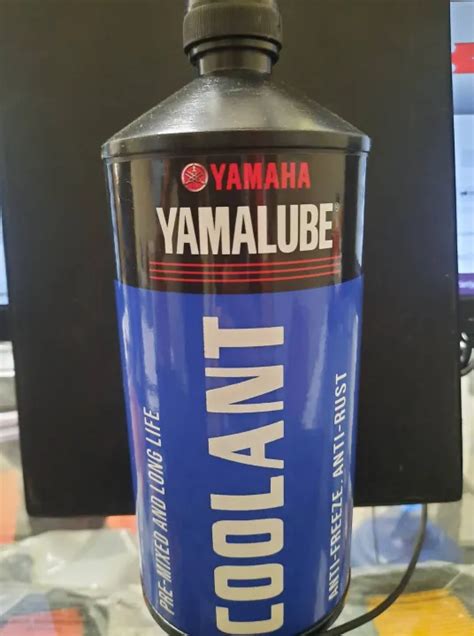 YAMAHA
YAMALUBE®
PRE-MIXED AND LONG LIFE
COOLANT
ANTI-FREEZE, ANTI-RUST